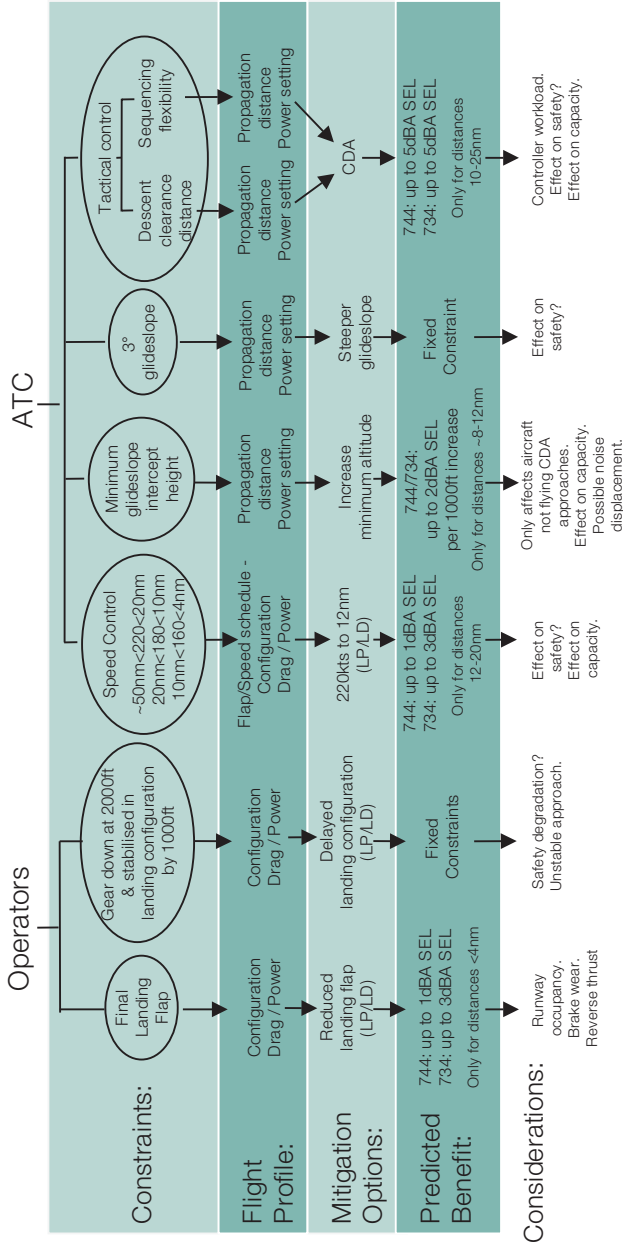 Operators
ATC
Constraints:
Final
Landing
Flap
Gear down at 2000ft
& stabilised in
landing configuration
by 1000ft
Speed Control
~50nm<220<20nm
20nm<180<10nm
10nm<160<4nm
Minimum
glideslope
intercept
height
3°
glideslope
Tactical control
Descent
clearance
distance
Sequencing
flexibility
Flight
Profile:
Configuration
Drag / Power
Configuration
Drag / Power
Flap/Speed schedule -
Configuration
Drag / Power
Propagation
distance
Power setting
Propagation
distance
Power setting
Propagation
distance
Power setting
Propagation
distance
Power setting
Mitigation
Options:
Reduced
landing flap
(LP/LD)
Delayed
landing configuration
(LP/LD)
220kts to 12nm
(LP/LD)
Increase
minimum altitude
Steeper
glideslope
CDA
Predicted
Benefit:
744: up to 1dBA SEL
734: up to 3dBA SEL
Only for distances <4nm
Fixed
Constraints
744: up to 1dBA SEL
734: up to 3dBA SEL
Only for distances
12-20nm
744/734:
up to 2dBA SEL
per 1000ft increase
Only for distances ~8-12nm
Fixed
Constraint
744: up to 5dBA SEL
734: up to 5dBA SEL
Only for distances
10-25nm
Considerations:
Runway
occupancy.
Brake wear.
Reverse thrust
Safety degradation?
Unstable approach.
Effect on
safety?
Effect on
capacity.
Only affects aircraft
not flying CDA
approaches.
Effect on capacity.
Possible noise
displacement.
Effect on
safety?
Controller workload.
Effect on safety?
Effect on capacity.